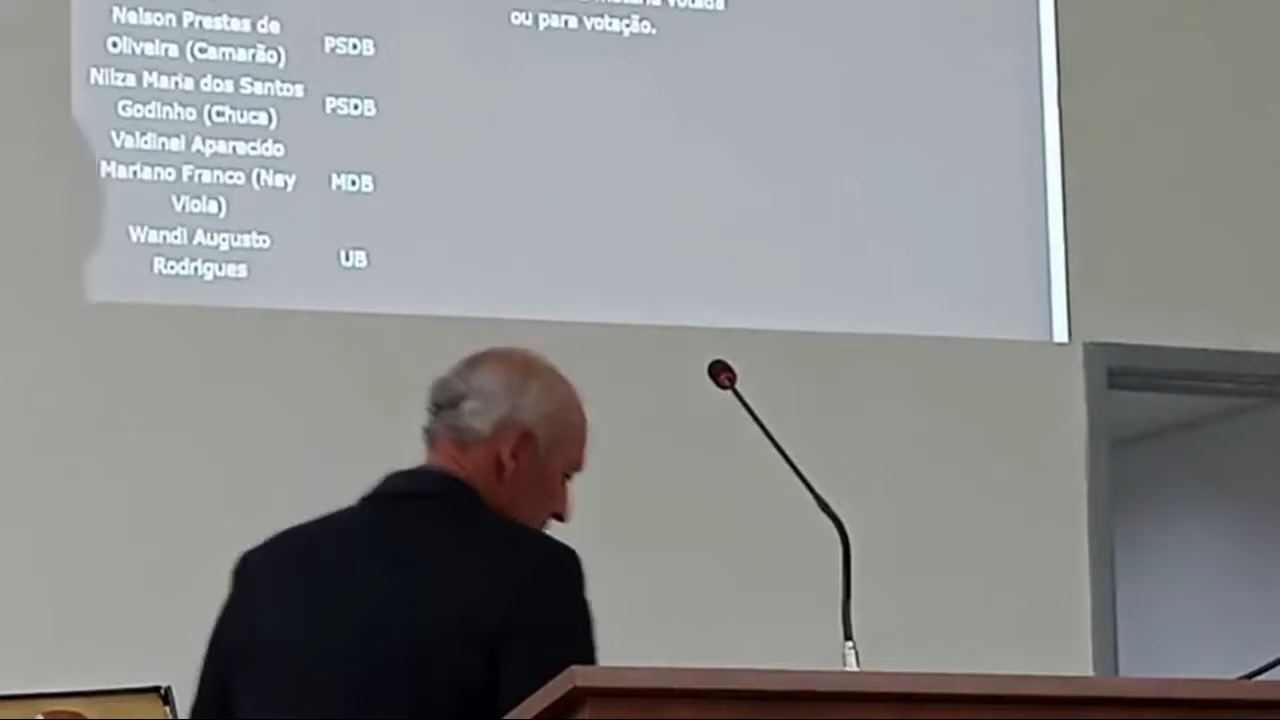 Nelson Prestes de
Oliveira (Camarão) PSDB
Nilza Maria dos Santos
Godinho (Chuca) PSDB
Valdinei Aparecido
Mariano Franco (Ney
Viola) MDB
Wandi Augusto
Rodrigues UB
votada
ou para votação.